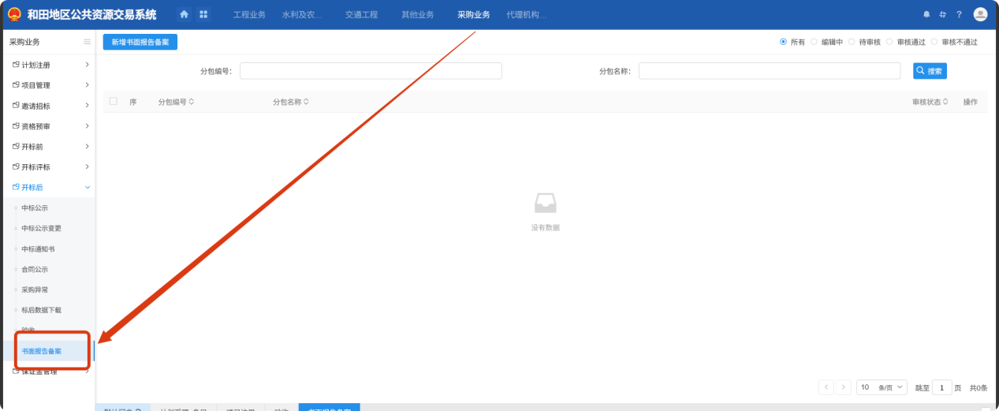 和田地区公共资源交易系统 工程业务 水利及农... 交通工程 其他业务 采购业务 代理机构... ?
采购业务 新增书面报告备案 所有 编辑中 待审核 审核通过 审核不通过
计划注册
项目管理
邀请招标
资格预审
开标前
开标评标
开标后
中标公示
中标公示变更
中标通知书
合同公示
采购异常
标后数据下载
验收
书面报告备案
保证金管理
分包编号： 分包名称： 搜索
序 分包编号 分包名称 审核状态 操作
没有数据
10 条/页 跳至 1 页 共0条
项目注册 验收 书面报告备案